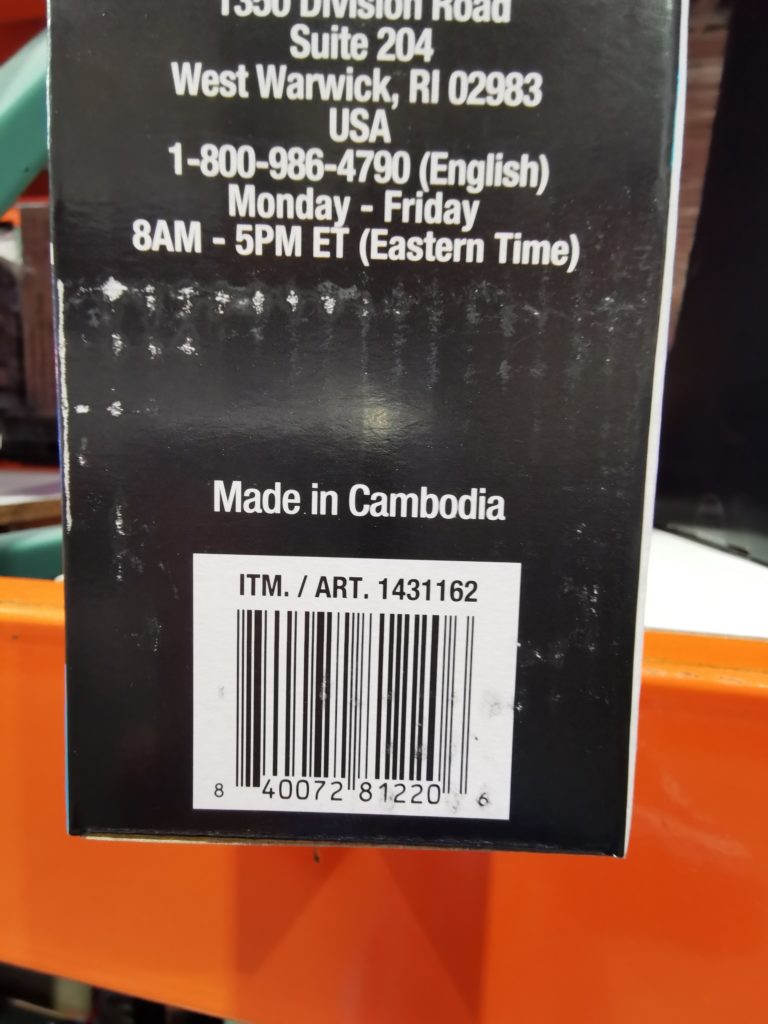 1350 Division Road
Suite 204
West Warwick, RI 02983
USA
1-800-986-4790 (English)
Monday - Friday
8AM - 5PM ET (Eastern Time)
Made in Cambodia
ITM. / ART. 1431162
8 40072 81220 6